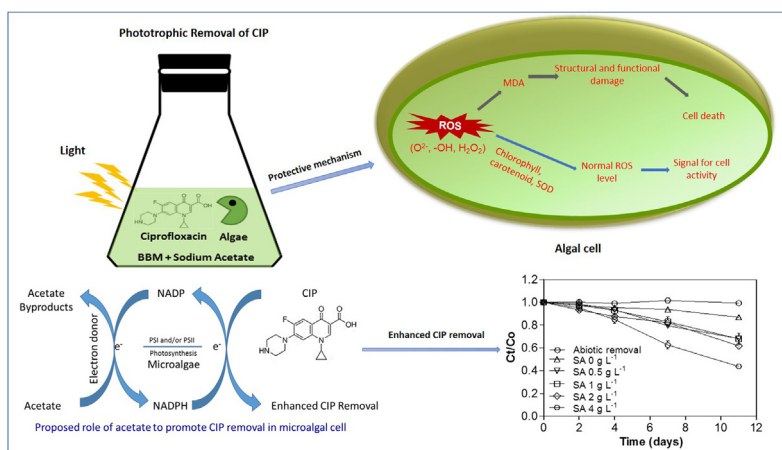 Phototrophic Removal of CIP
Light
F
O
O
OH
N
N
HN
Ciprofloxacin
Algae
BBM + Sodium Acetate
Protective mechanism
MDA
Structural and functional
damage
Cell death
ROS
(O²⁻, -OH, H₂O₂)
Chlorophyll,
carotenoid, SOD
Normal ROS
level
Signal for cell
activity
Algal cell
Acetate
Byproducts
NADP
CIP
Electron donor
e⁻
PSI and/or PSII
Photosynthesis
Microalgae
e⁻
F
O
O
OH
N
N
HN
Acetate
NADPH
Enhanced CIP Removal
Proposed role of acetate to promote CIP removal in microalgal cell
Enhanced CIP removal
Ct/Co
1.2
1.0
0.8
0.6
0.4
0.2
0.0
Abiotic removal
SA 0 g L⁻¹
SA 0.5 g L⁻¹
SA 1 g L⁻¹
SA 2 g L⁻¹
SA 4 g L⁻¹
0 2 4 6 8 10 12
Time (days)